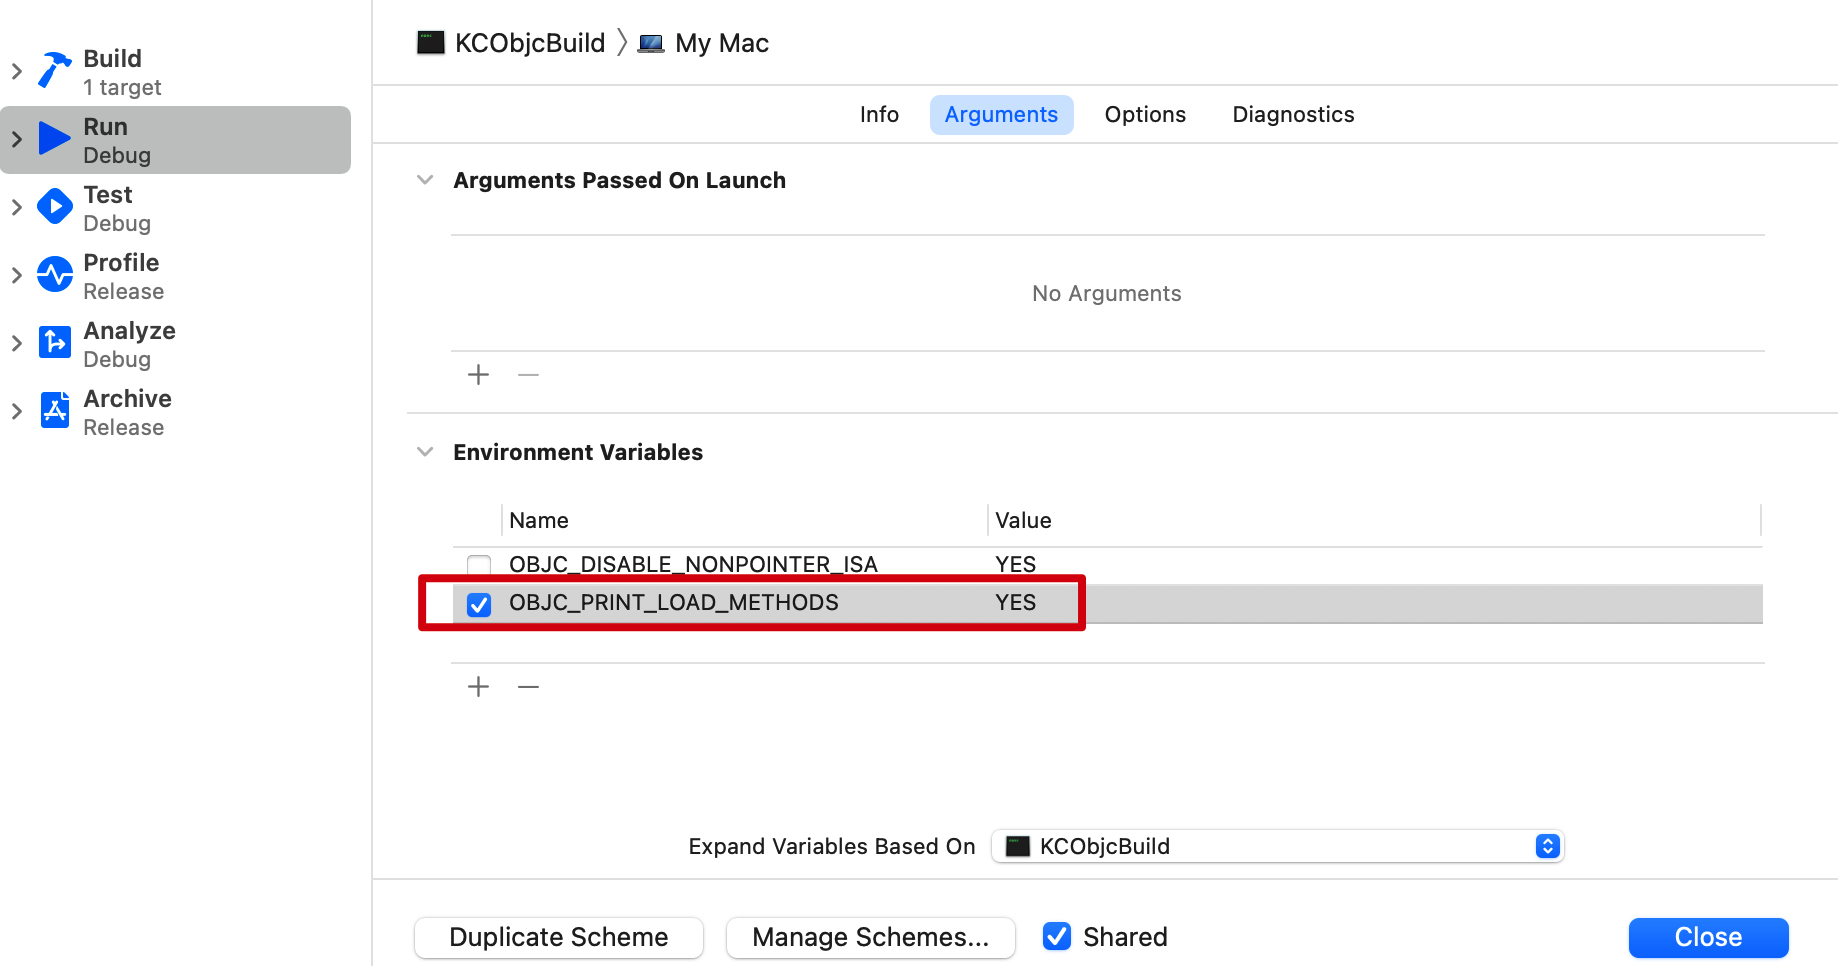 Build
1 target
Run
Debug
Test
Debug
Profile
Release
Analyze
Debug
Archive
Release
KCObjcBuild 〉 My Mac
Info Arguments Options Diagnostics
Arguments Passed On Launch
No Arguments
Environment Variables
Name Value
OBJC_DISABLE_NONPOINTER_ISA YES
OBJC_PRINT_LOAD_METHODS YES
Expand Variables Based On KCObjcBuild
Duplicate Scheme Manage Schemes... Shared Close